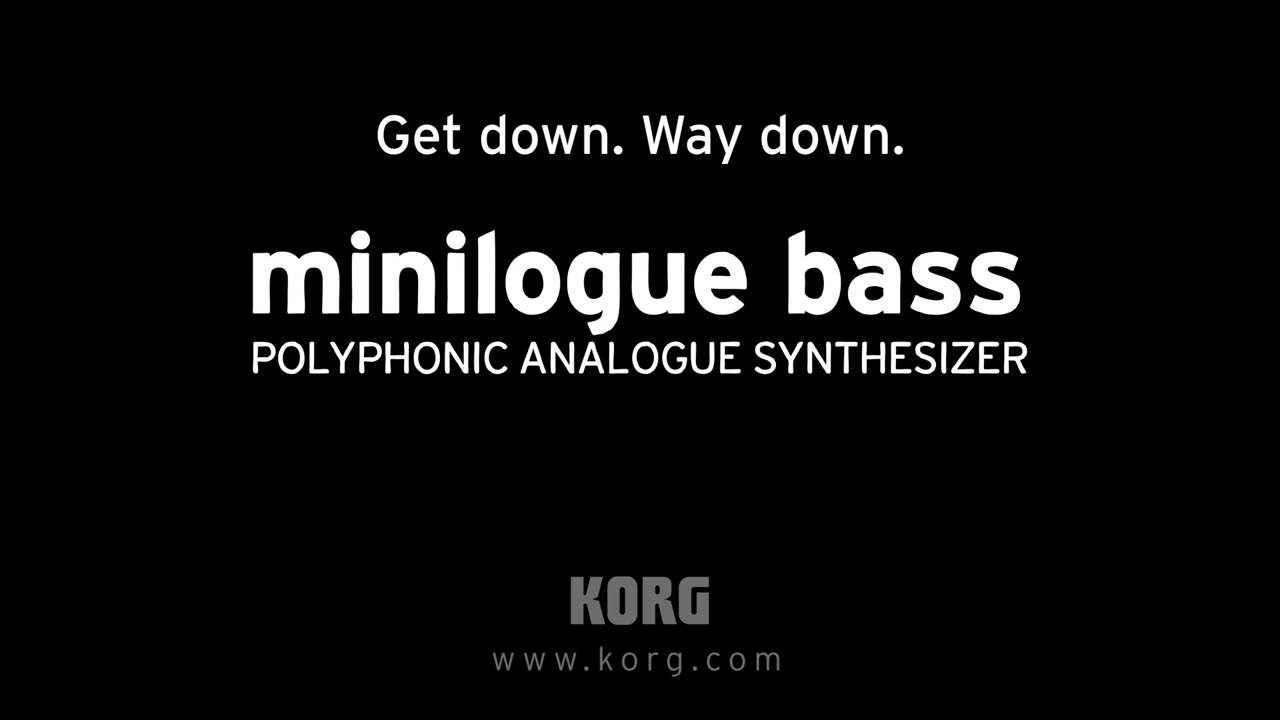 Get down. Way down.
minilogue bass
POLYPHONIC ANALOGUE SYNTHESIZER
KORG
www.korg.com